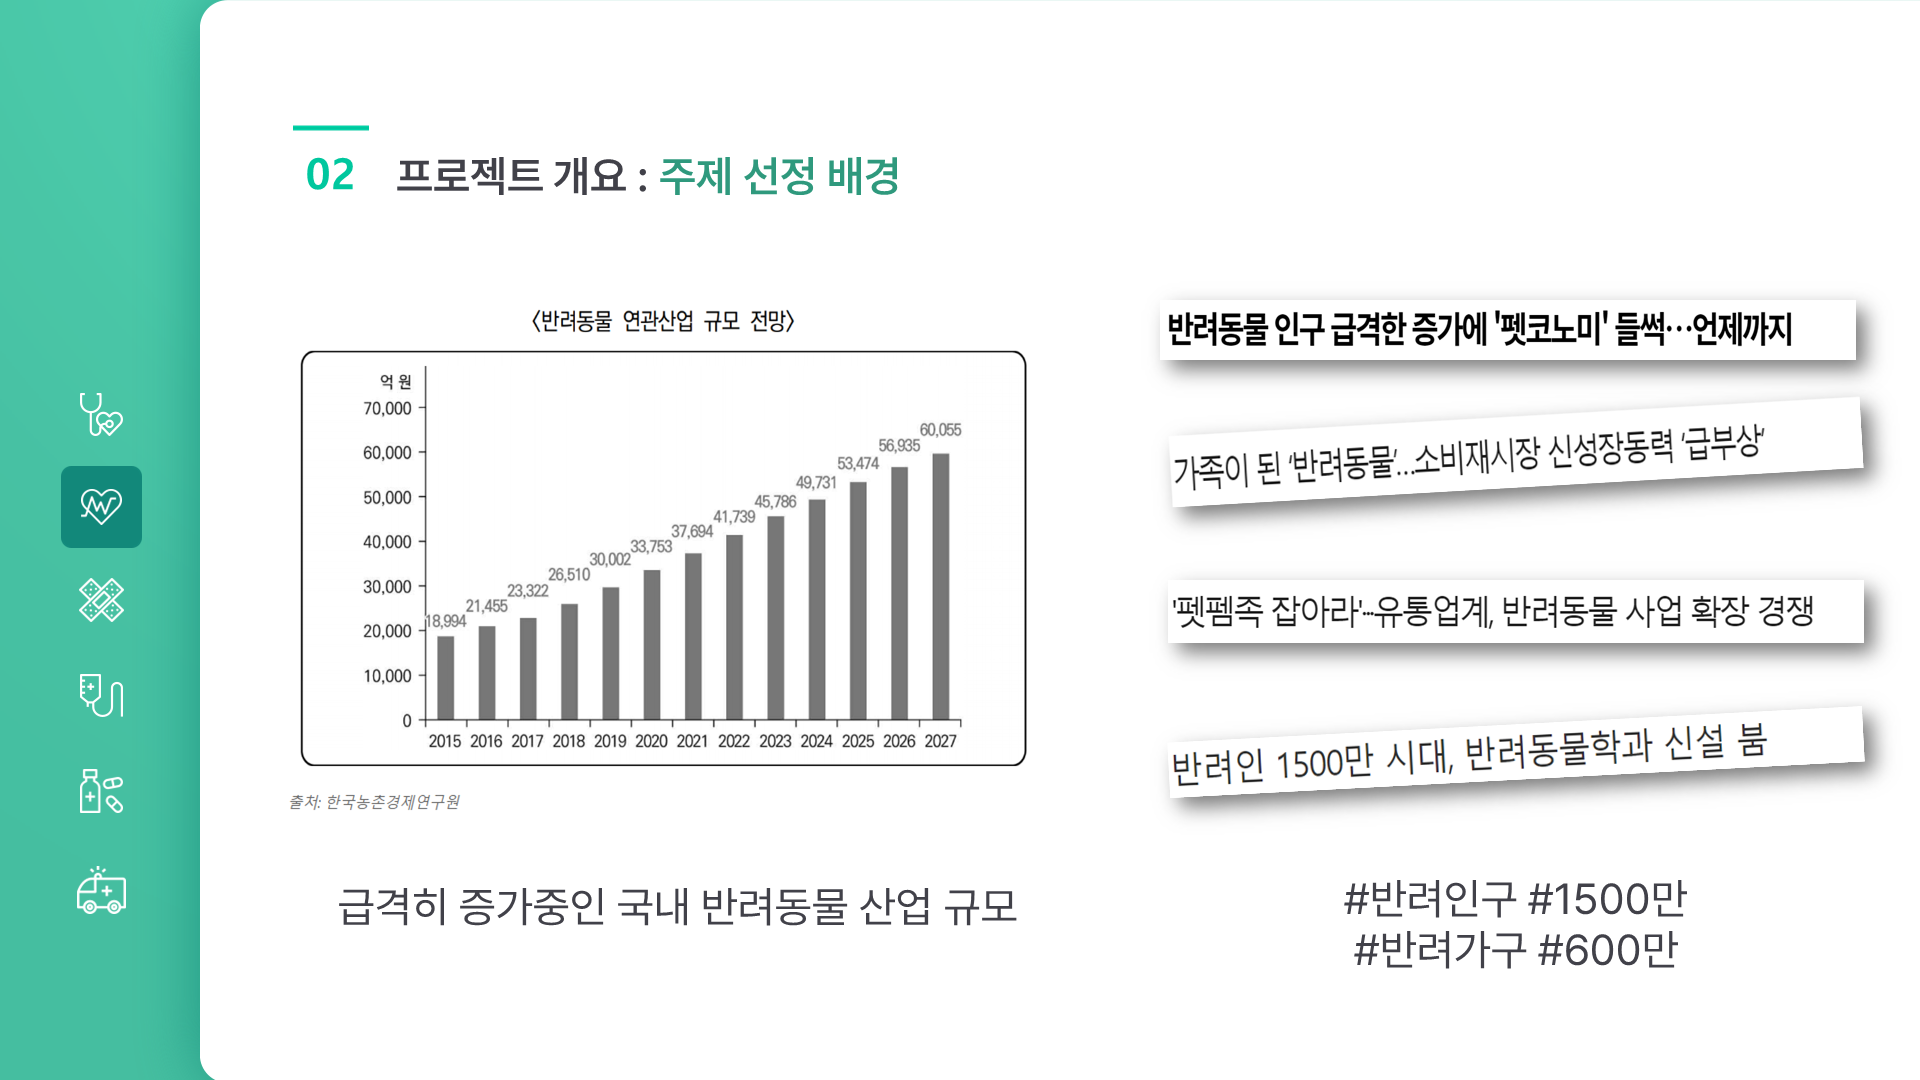 02 프로젝트 개요 : 주제 선정 배경
〈반려동물 연관산업 규모 전망〉
억 원
70,000
60,000
50,000
40,000
30,000
20,000
10,000
0
18,994
21,455
23,322
26,510
30,002
33,753
37,694
41,739
45,786
49,731
53,474
56,935
60,055
2015 2016 2017 2018 2019 2020 2021 2022 2023 2024 2025 2026 2027
출처: 한국농촌경제연구원
급격히 증가중인 국내 반려동물 산업 규모
반려동물 인구 급격한 증가에 '펫코노미' 들썩…언제까지
가족이 된 '반려동물'...소비재시장 신성장동력 '급부상'
'펫펨족 잡아라'…유통업계, 반려동물 사업 확장 경쟁
반려인 1500만 시대, 반려동물학과 신설 붐
#반려인구 #1500만
#반려가구 #600만